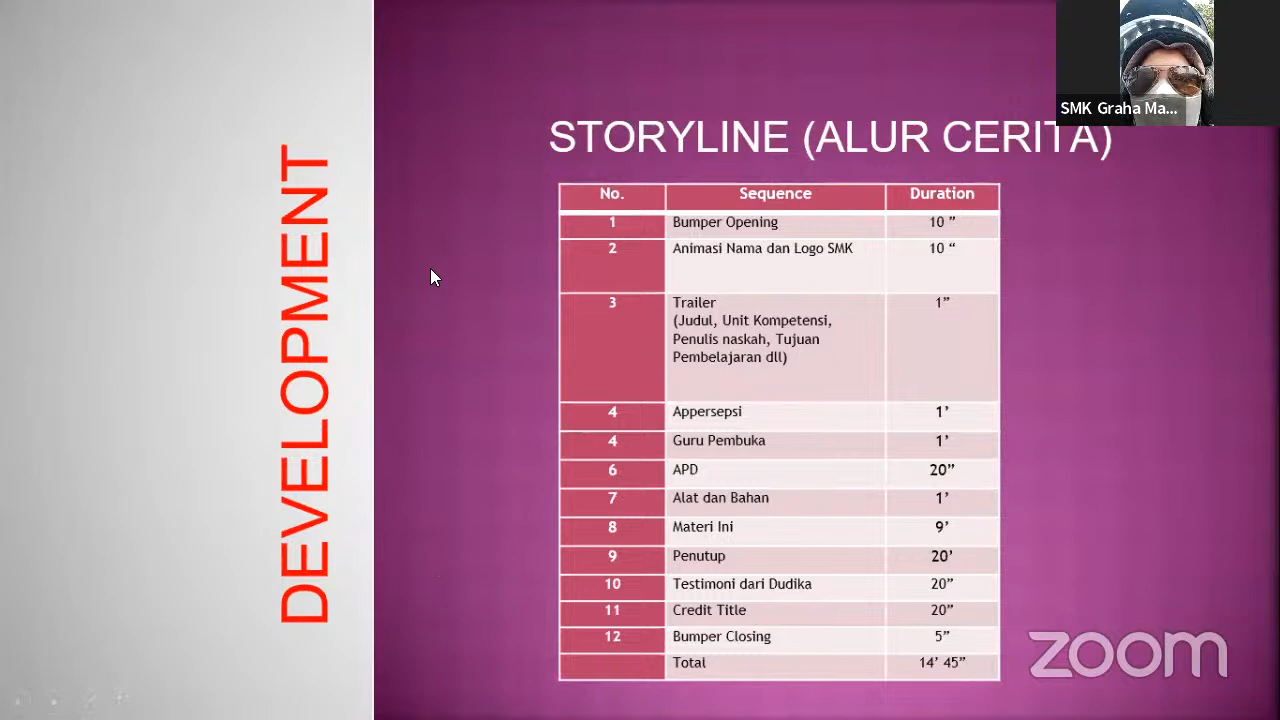 SMK Graha Ma...
DEVELOPMENT
STORYLINE (ALUR CERITA)
No. Sequence Duration
1 Bumper Opening 10 ”
2 Animasi Nama dan Logo SMK 10 “
3 Trailer 1”
(Judul, Unit Kompetensi,
Penulis naskah, Tujuan
Pembelajaran dll)
4 Appersepsi 1’
4 Guru Pembuka 1’
6 APD 20”
7 Alat dan Bahan 1’
8 Materi Ini 9’
9 Penutup 20’
10 Testimoni dari Dudika 20”
11 Credit Title 20”
12 Bumper Closing 5”
Total 14’ 45”
zoom